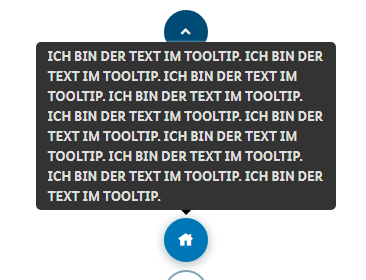 ICH BIN DER TEXT IM TOOLTIP. ICH BIN DER
TEXT IM TOOLTIP. ICH BIN DER TEXT IM
TOOLTIP. ICH BIN DER TEXT IM TOOLTIP.
ICH BIN DER TEXT IM TOOLTIP. ICH BIN DER
TEXT IM TOOLTIP. ICH BIN DER TEXT IM
TOOLTIP. ICH BIN DER TEXT IM TOOLTIP.
ICH BIN DER TEXT IM TOOLTIP. ICH BIN DER
TEXT IM TOOLTIP.